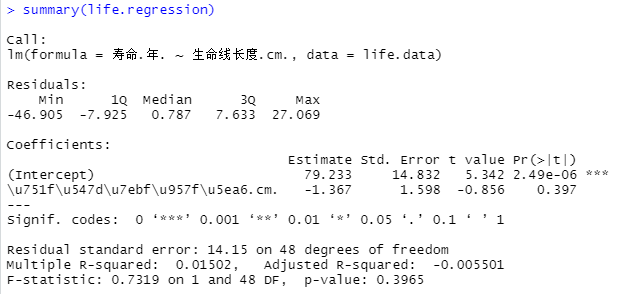 > summary(life.regression)
Call:
lm(formula = 寿命.年. ~ 生命线长度.cm., data = life.data)
Residuals:
Min 1Q Median 3Q Max
-46.905 -7.925 0.787 7.633 27.069
Coefficients:
Estimate Std. Error t value Pr(>|t|)
(Intercept) 79.233 14.832 5.342 2.49e-06 ***
\u751f\u547d\u7ebf\u957f\u5ea6.cm. -1.367 1.598 -0.856 0.397
---
Signif. codes: 0 ‘***’ 0.001 ‘**’ 0.01 ‘*’ 0.05 ‘.’ 0.1 ‘ ’ 1
Residual standard error: 14.15 on 48 degrees of freedom
Multiple R-squared: 0.01502, Adjusted R-squared: -0.005501
F-statistic: 0.7319 on 1 and 48 DF, p-value: 0.3965